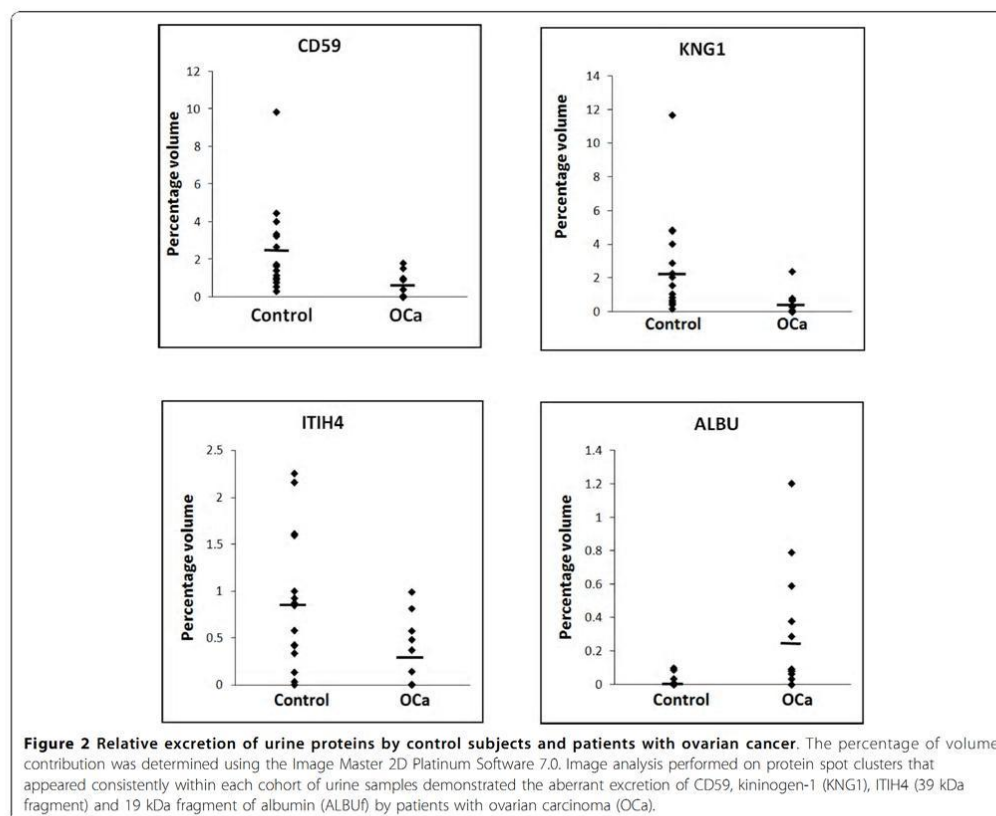 CD59
Percentage volume
12
10
8
6
4
2
0
Control
OCa
KNG1
Percentage volume
14
12
10
8
6
4
2
0
Control
OCa
ITIH4
Percentage volume
2.5
2
1.5
1
0.5
0
Control
OCa
ALBU
Percentage volume
1.4
1.2
1
0.8
0.6
0.4
0.2
0
Control
OCa
Figure 2 Relative excretion of urine proteins by control subjects and patients with ovarian cancer. The percentage of volume
contribution was determined using the Image Master 2D Platinum Software 7.0. Image analysis performed on protein spot clusters that
appeared consistently within each cohort of urine samples demonstrated the aberrant excretion of CD59, kininogen-1 (KNG1), ITIH4 (39 kDa
fragment) and 19 kDa fragment of albumin (ALBUf) by patients with ovarian carcinoma (OCa).